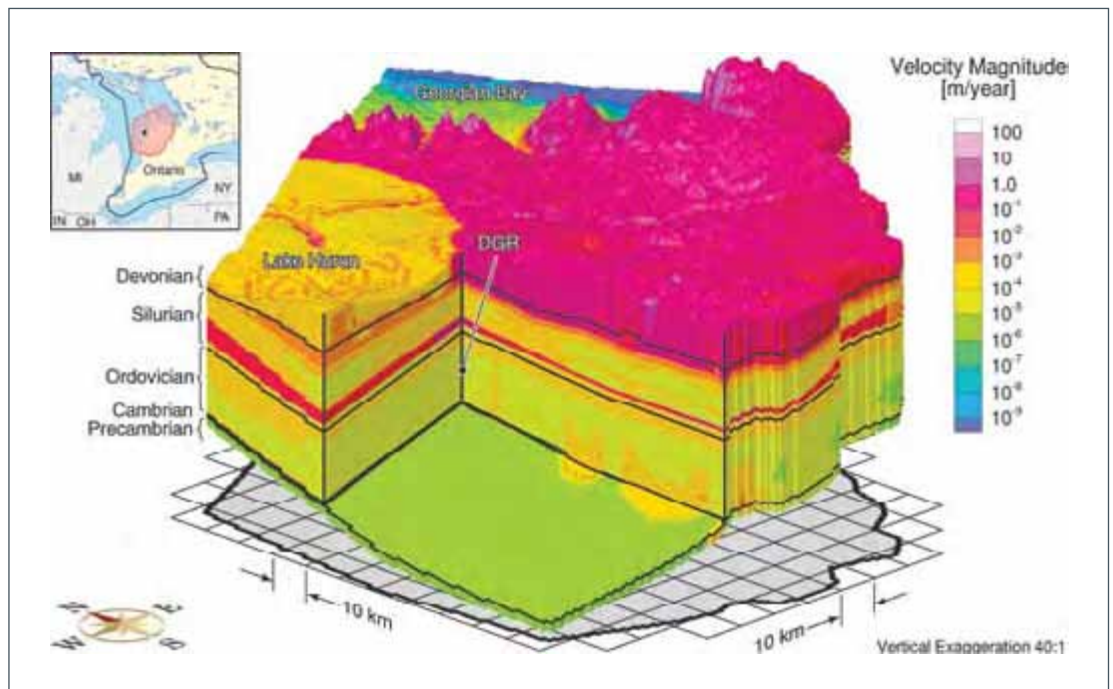 Velocity Magnitude
[m/year]
100
10
1.0
10⁻¹
10⁻²
10⁻³
10⁻⁴
10⁻⁵
10⁻⁶
10⁻⁷
10⁻⁸
10⁻⁹
Georgian Bay
Ontario
MI
NY
PA
IN OH
DGR
Lake Huron
Devonian
Silurian
Ordovician
Cambrian
Precambrian
10 km
10 km
N
E
W
S
Vertical Exaggeration 40:1